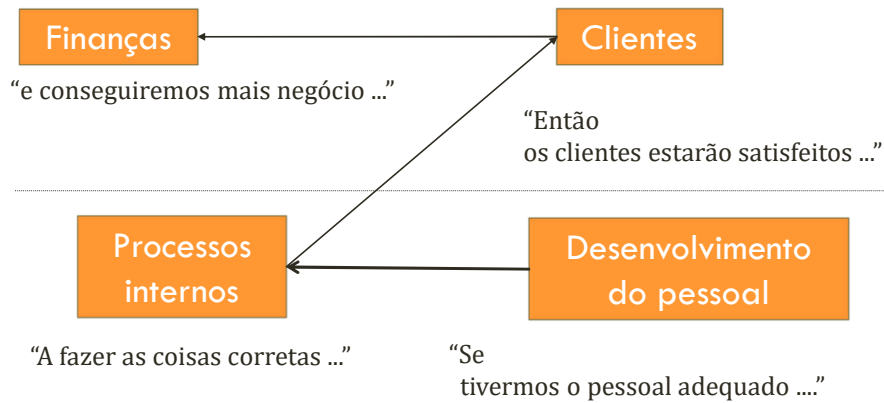 Finanças
Clientes
“e conseguiremos mais negócio ...”
“Então
os clientes estarão satisfeitos ...”
Processos
internos
Desenvolvimento
do pessoal
“A fazer as coisas corretas ...”
“Se
tivermos o pessoal adequado ....”